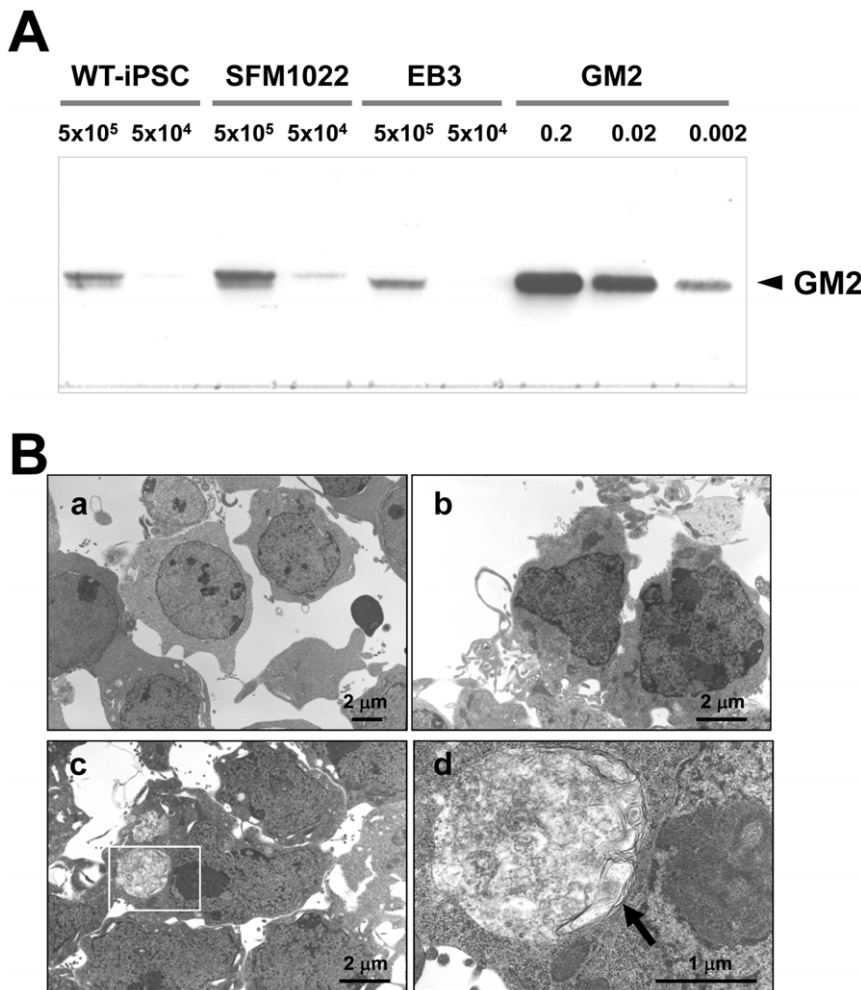 A
WT-iPSC SFM1022 EB3 GM2
5x10⁵ 5x10⁴ 5x10⁵ 5x10⁴ 5x10⁵ 5x10⁴ 0.2 0.02 0.002
GM2
B
a b
2 µm 2 µm
c d
2 µm 1 µm